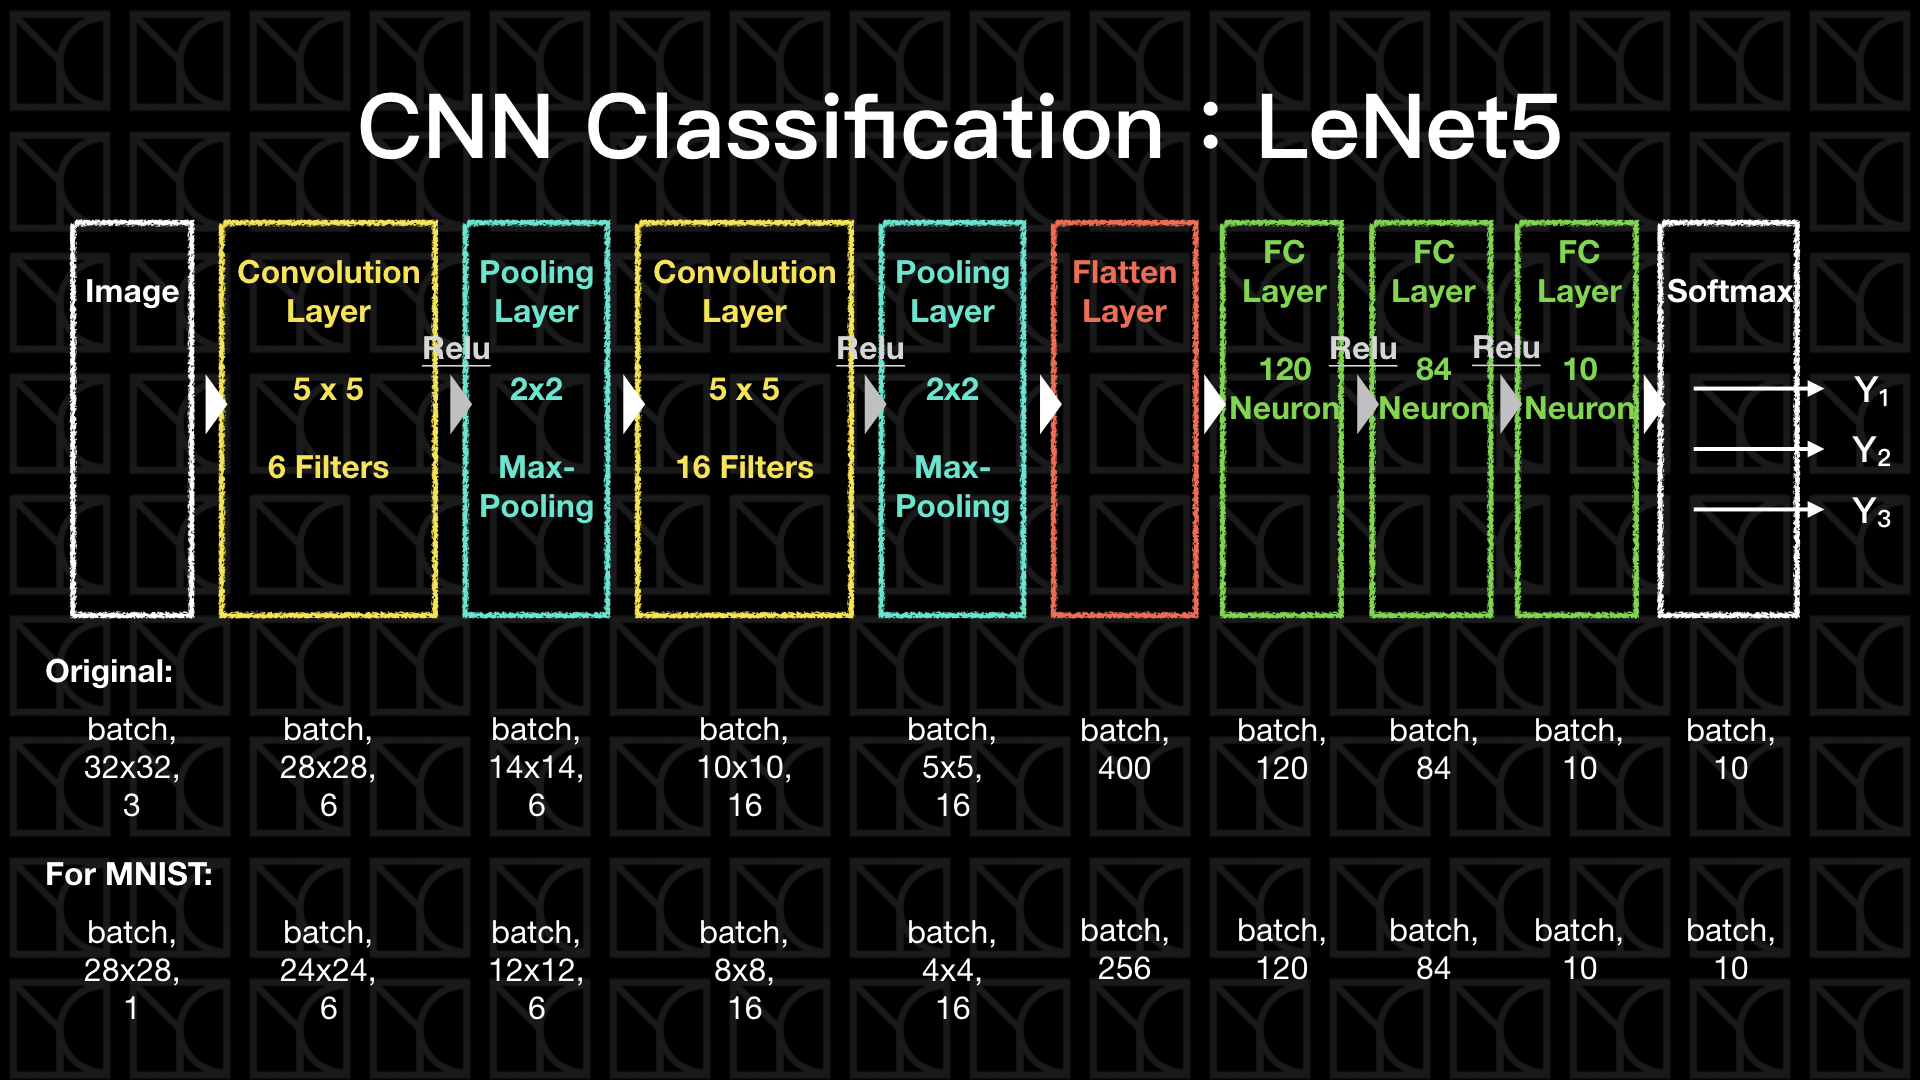 CNN Classification：LeNet5
Image
Convolution
Layer
5 x 5
6 Filters
Relu
Pooling
Layer
2x2
Max-
Pooling
Convolution
Layer
5 x 5
16 Filters
Relu
Pooling
Layer
2x2
Max-
Pooling
Flatten
Layer
FC
Layer
120
Neuron
Relu
FC
Layer
84
Neuron
Relu
FC
Layer
10
Neuron
Softmax
Y₁
Y₂
Y₃
Original:
batch,
32x32,
3
batch,
28x28,
6
batch,
14x14,
6
batch,
10x10,
16
batch,
5x5,
16
batch,
400
batch,
120
batch,
84
batch,
10
batch,
10
For MNIST:
batch,
28x28,
1
batch,
24x24,
6
batch,
12x12,
6
batch,
8x8,
16
batch,
4x4,
16
batch,
256
batch,
120
batch,
84
batch,
10
batch,
10